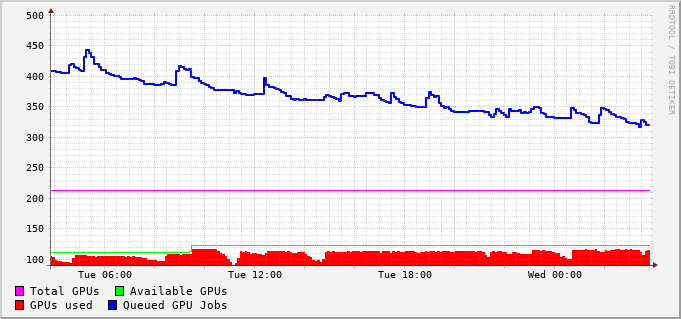 500
450
400
350
300
250
200
150
100
Tue 06:00 Tue 12:00 Tue 18:00 Wed 00:00
Total GPUs Available GPUs
GPUs used Queued GPU Jobs
RRDTOOL / TOBI OETIKER